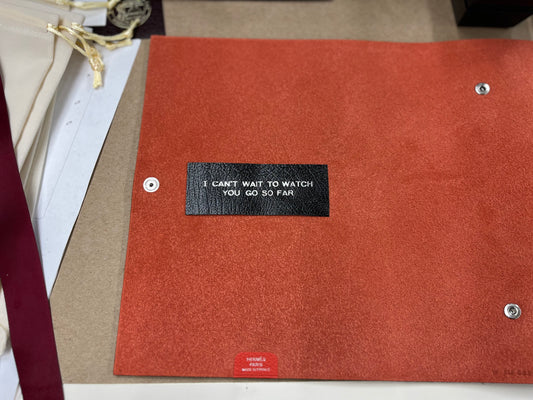 I CAN'T WAIT TO WATCH
YOU GO SO FAR
HERMÈS
PARIS
MADE IN FRANCE